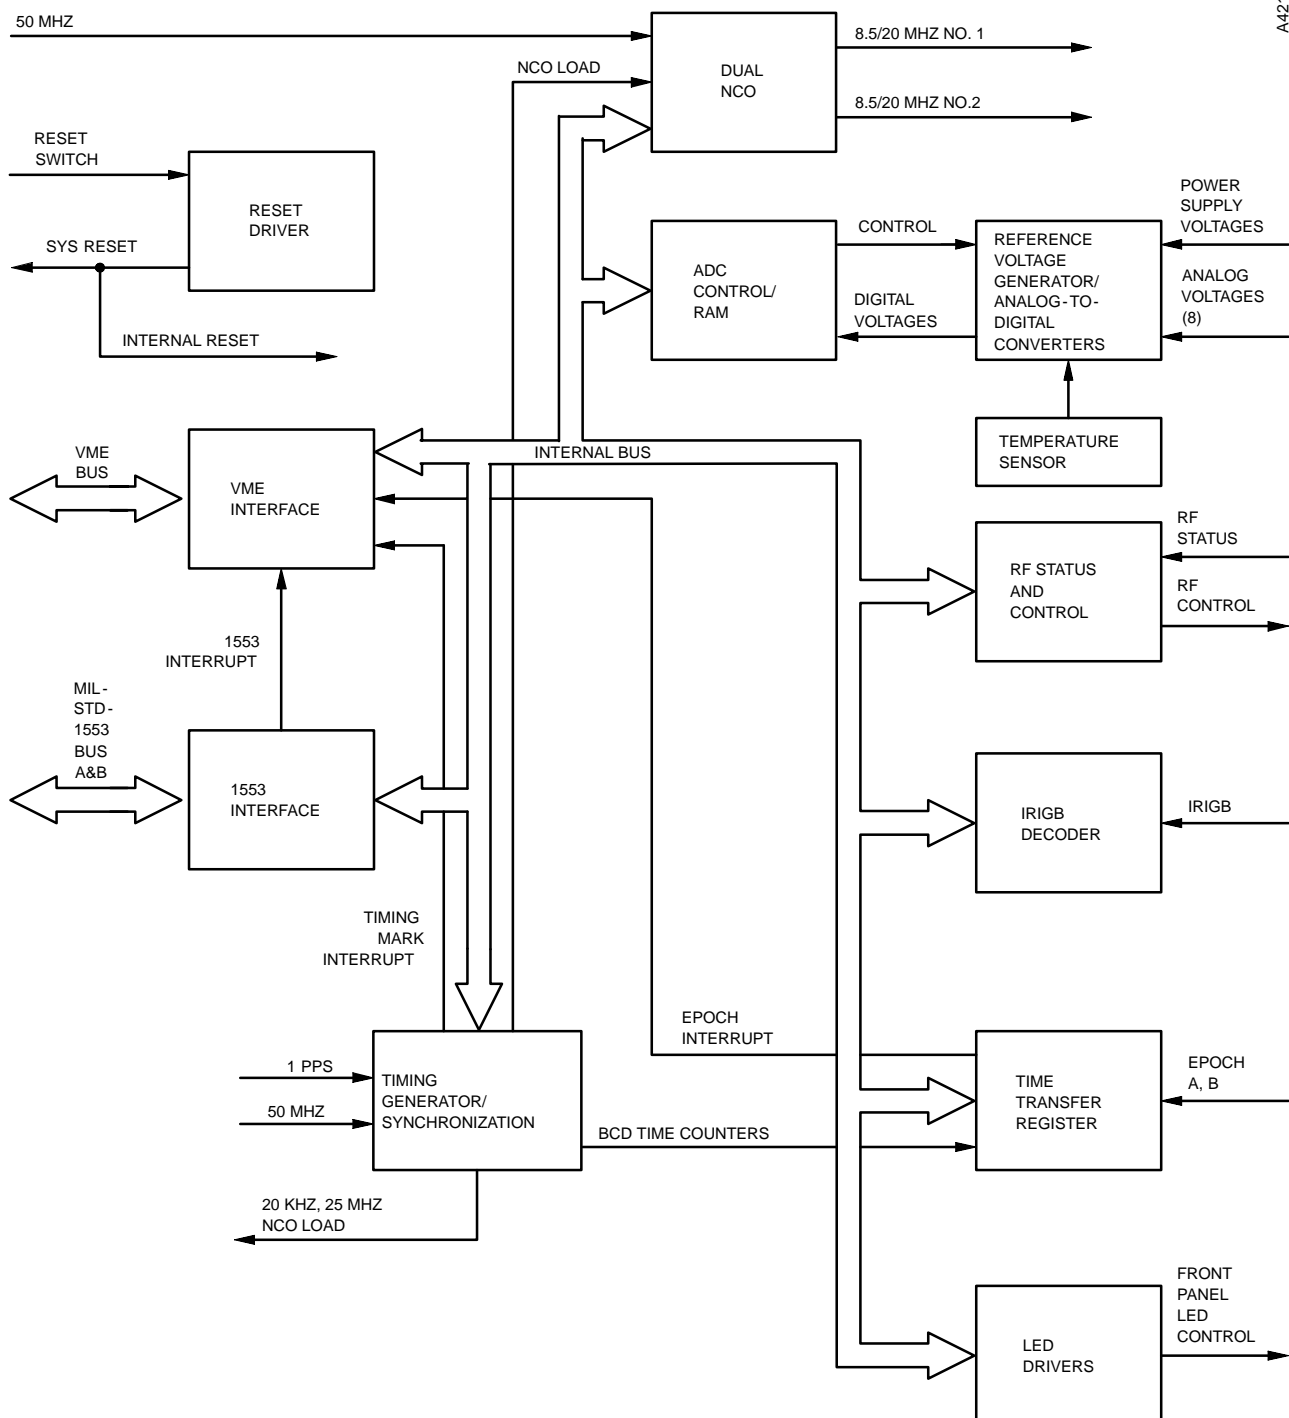 50 MHZ
A421
8.5/20 MHZ NO. 1
NCO LOAD
DUAL
NCO
8.5/20 MHZ NO.2
RESET
SWITCH
RESET
DRIVER
SYS RESET
INTERNAL RESET
ADC
CONTROL/
RAM
CONTROL
DIGITAL
VOLTAGES
REFERENCE
VOLTAGE
GENERATOR/
ANALOG-TO-
DIGITAL
CONVERTERS
POWER
SUPPLY
VOLTAGES
ANALOG
VOLTAGES
(8)
TEMPERATURE
SENSOR
VME
BUS
VME
INTERFACE
INTERNAL BUS
RF STATUS
AND
CONTROL
RF
STATUS
RF
CONTROL
1553
INTERRUPT
MIL-
STD-
1553
BUS
A&B
1553
INTERFACE
IRIGB
DECODER
IRIGB
TIMING
MARK
INTERRUPT
EPOCH
INTERRUPT
1 PPS
50 MHZ
TIMING
GENERATOR/
SYNCHRONIZATION
BCD TIME COUNTERS
TIME
TRANSFER
REGISTER
EPOCH
A, B
20 KHZ, 25 MHZ
NCO LOAD
LED
DRIVERS
FRONT
PANEL
LED
CONTROL